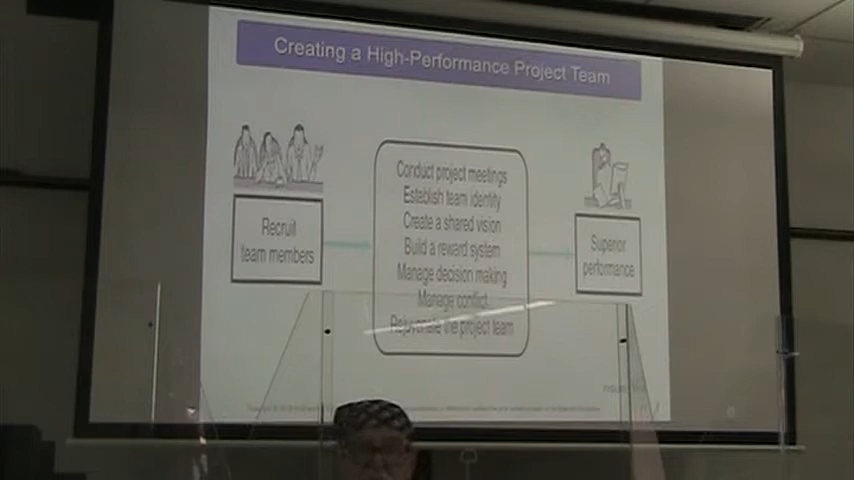 Creating a High-Performance Project Team
Recruit
team members
Conduct project meetings
Establish team identity
Create a shared vision
Build a reward system
Manage decision making
Manage conflict
Rejuvenate the project team
Superior
performance
FIGURE